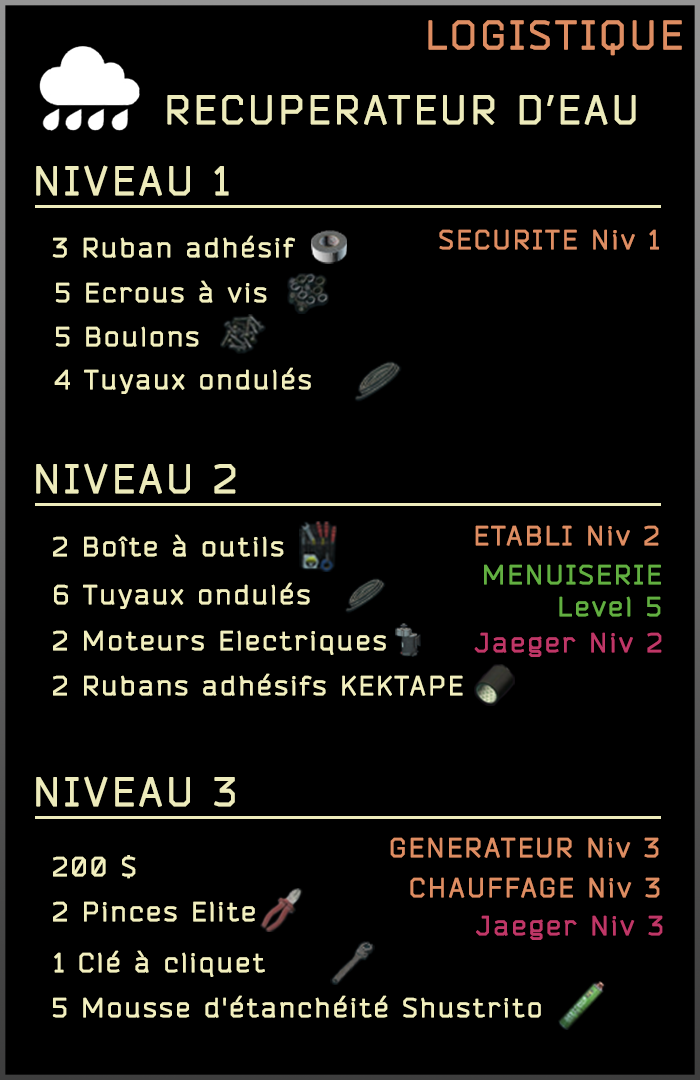 LOGISTIQUE
RECUPERATEUR D'EAU
NIVEAU 1
3 Ruban adhésif
SECURITE Niv 1
5 Ecrous à vis
5 Boulons
4 Tuyaux ondulés
NIVEAU 2
2 Boîte à outils
ETABLI Niv 2
MENUISERIE
6 Tuyaux ondulés
Level 5
2 Moteurs Electriques
Jaeger Niv 2
2 Rubans adhésifs KEKTAPE
NIVEAU 3
GENERATEUR Niv 3
200 $
CHAUFFAGE Niv 3
2 Pinces Elite
Jaeger Niv 3
1 Clé à cliquet
5 Mousse d'étanchéité Shustrito